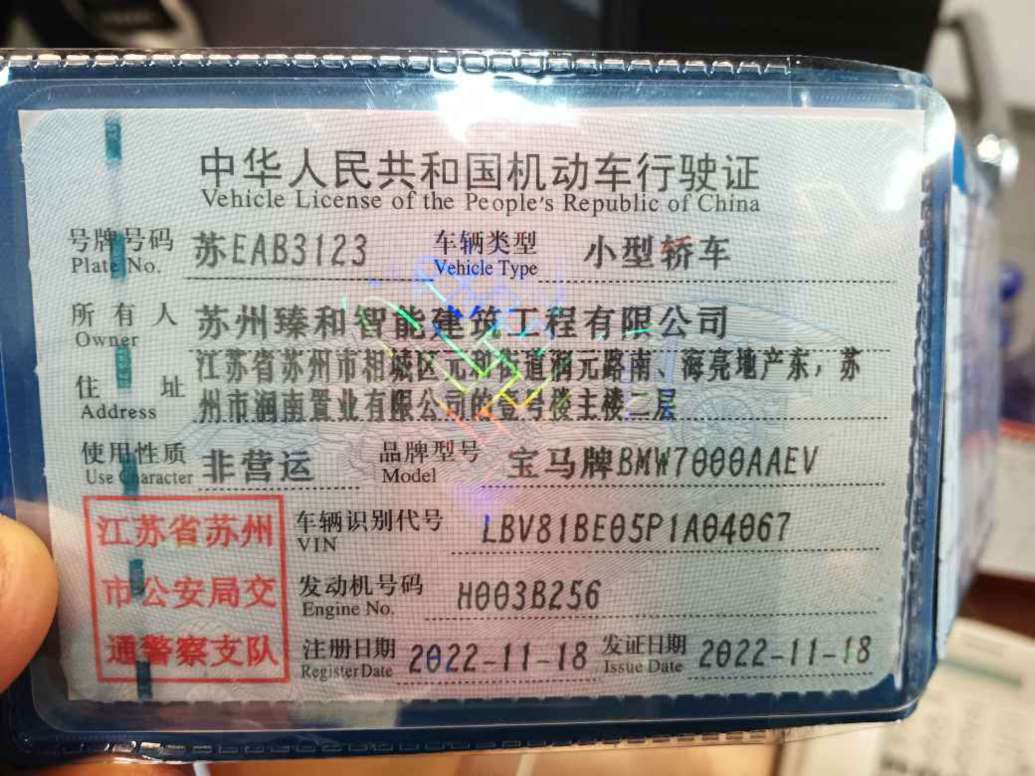 中华人民共和国机动车行驶证
Vehicle License of the People's Republic of China
号牌号码 苏EAB3123 车辆类型 小型轿车
Plate No. Vehicle Type
所有人 苏州臻和智能建筑工程有限公司
Owner
住址 江苏省苏州市相城区元和街道润元路南、海亮地产东，苏
Address 州市润南置业有限公司的壹号楼主楼二层
使用性质 非营运 品牌型号 宝马牌BMW7000AAEV
Use Character Model
江苏省苏州
市公安局交
通警察支队
车辆识别代号 LBV81BE05P1A04067
VIN
发动机号码 H003B256
Engine No.
注册日期 2022-11-18 发证日期 2022-11-18
Register Date Issue Date